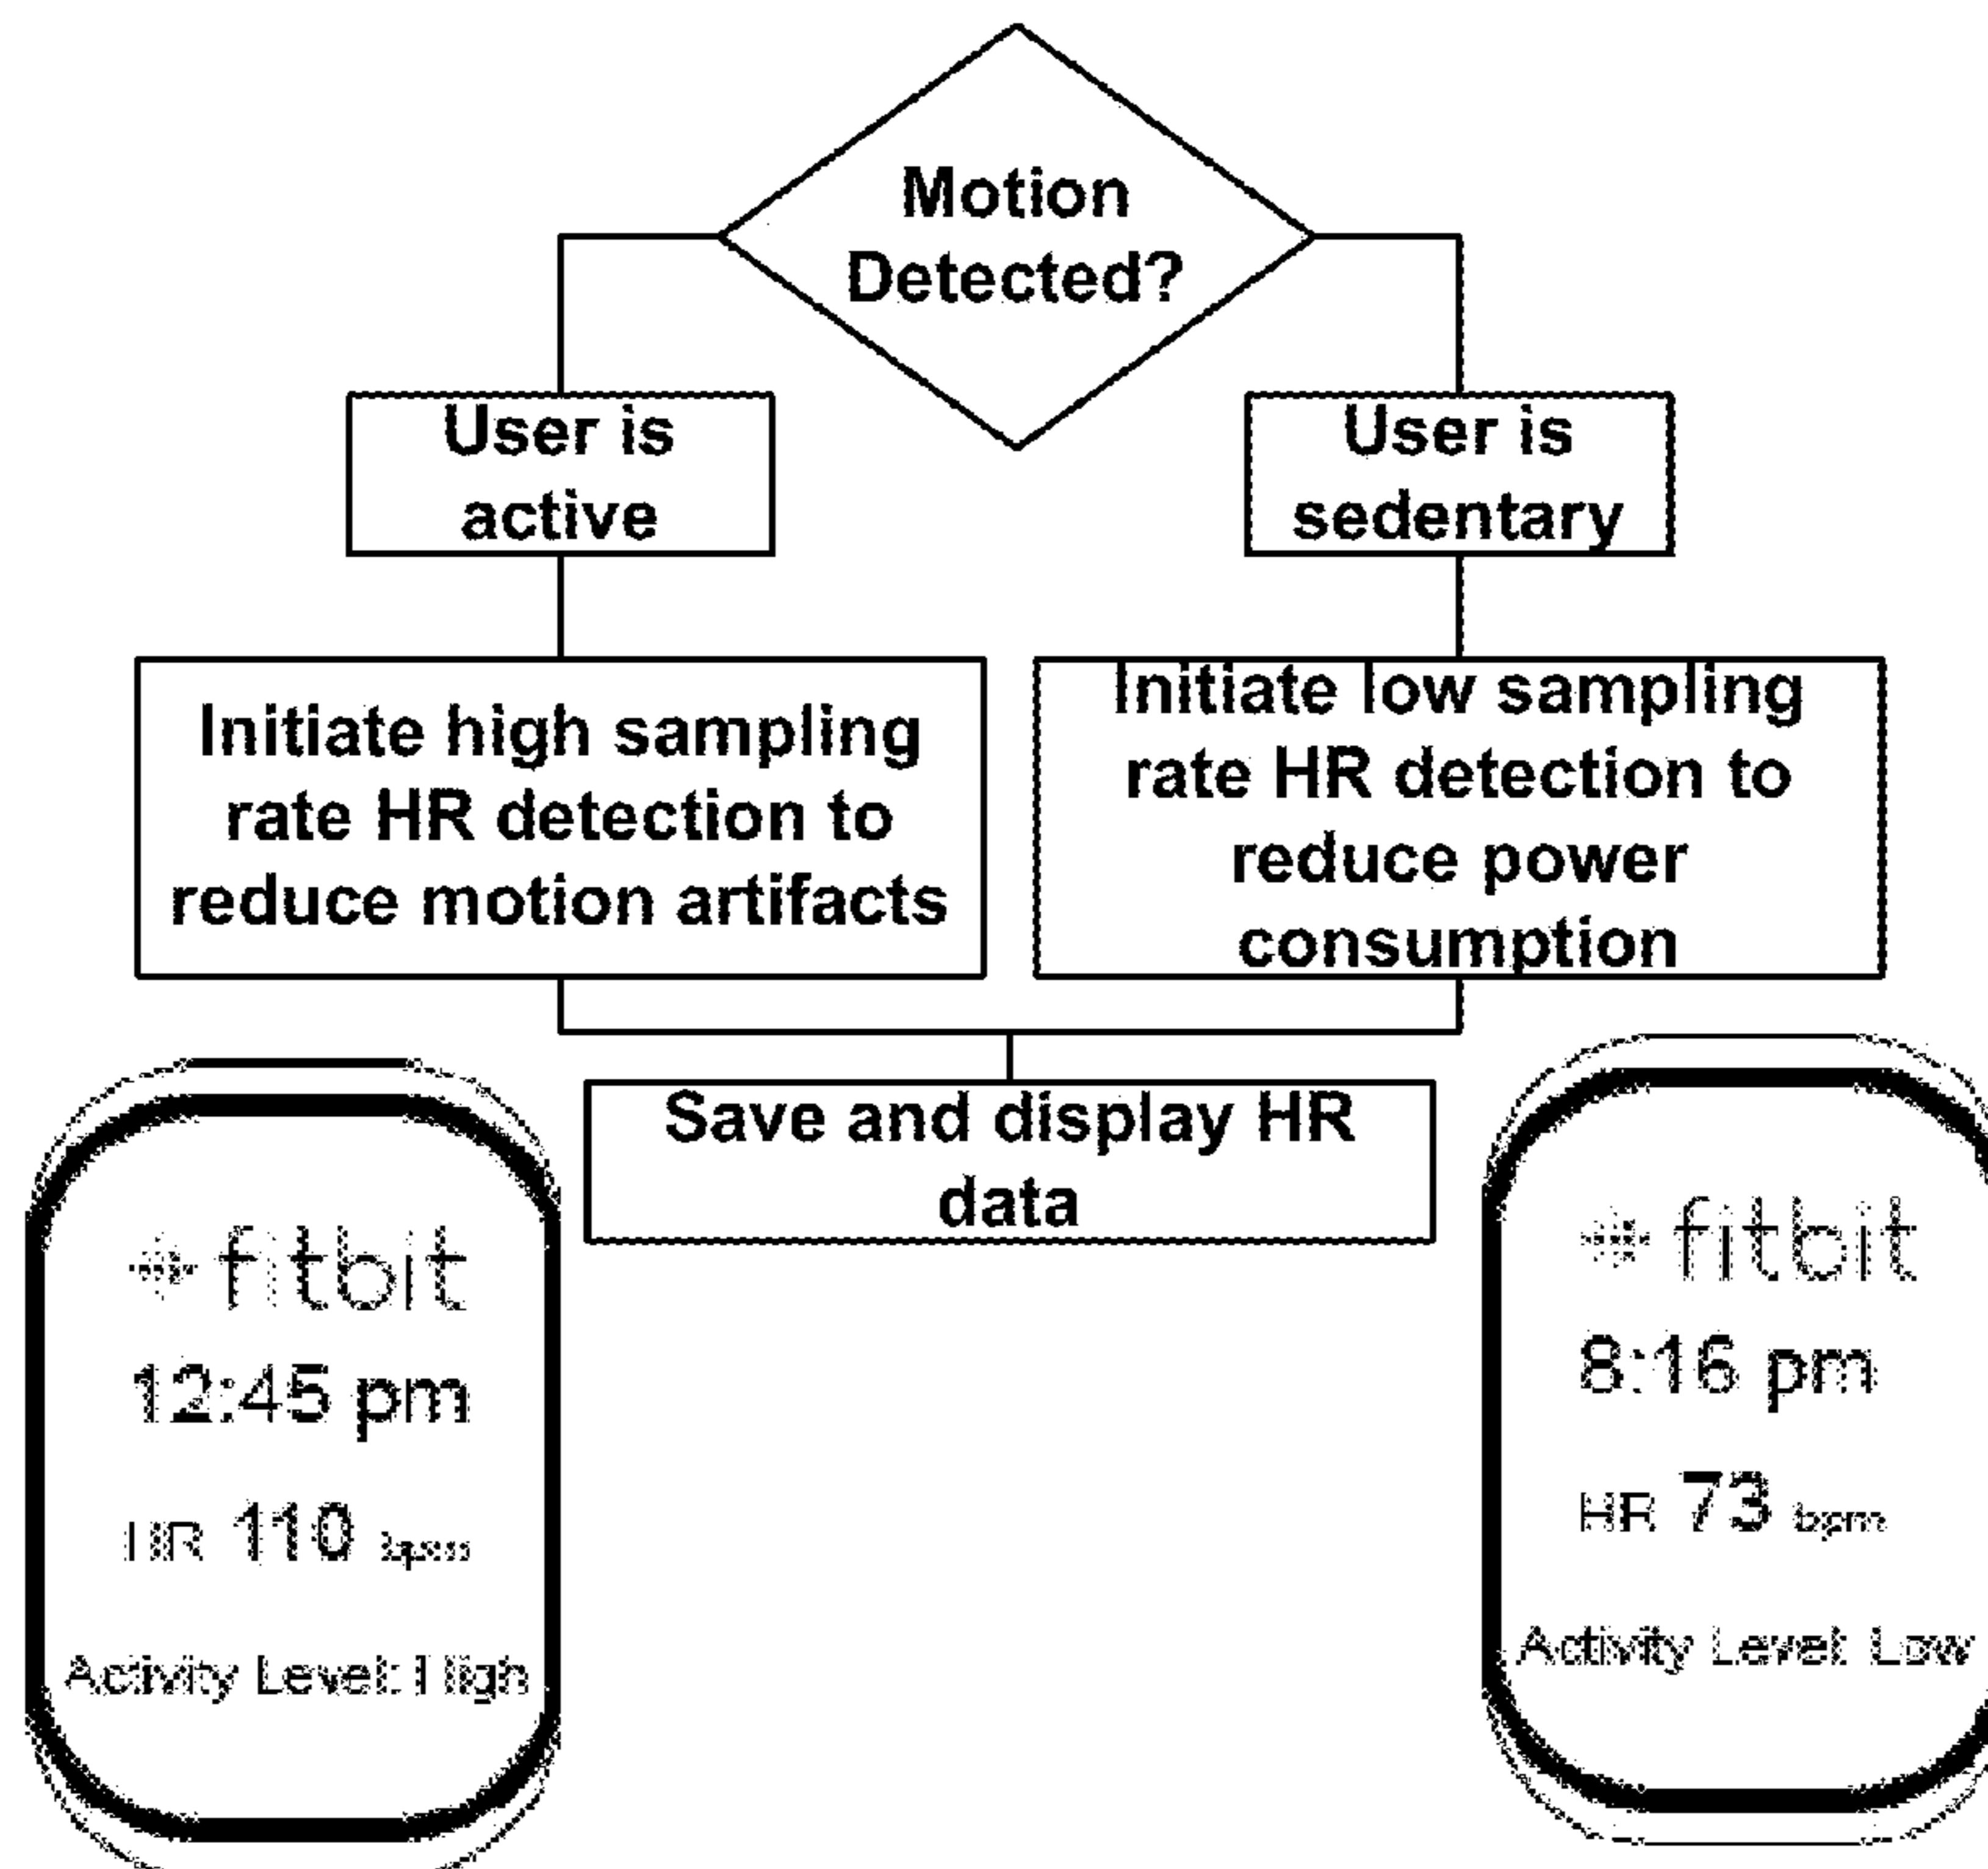 Motion
Detected?
User is
active
User is
sedentary
Initiate high sampling
rate HR detection to
reduce motion artifacts
Initiate low sampling
rate HR detection to
reduce power
consumption
Save and display HR
data
fitbit
12:45 pm
HR 110 bpm
Activity Level: High
fitbit
8:16 pm
HR 73 bpm
Activity Level: Low